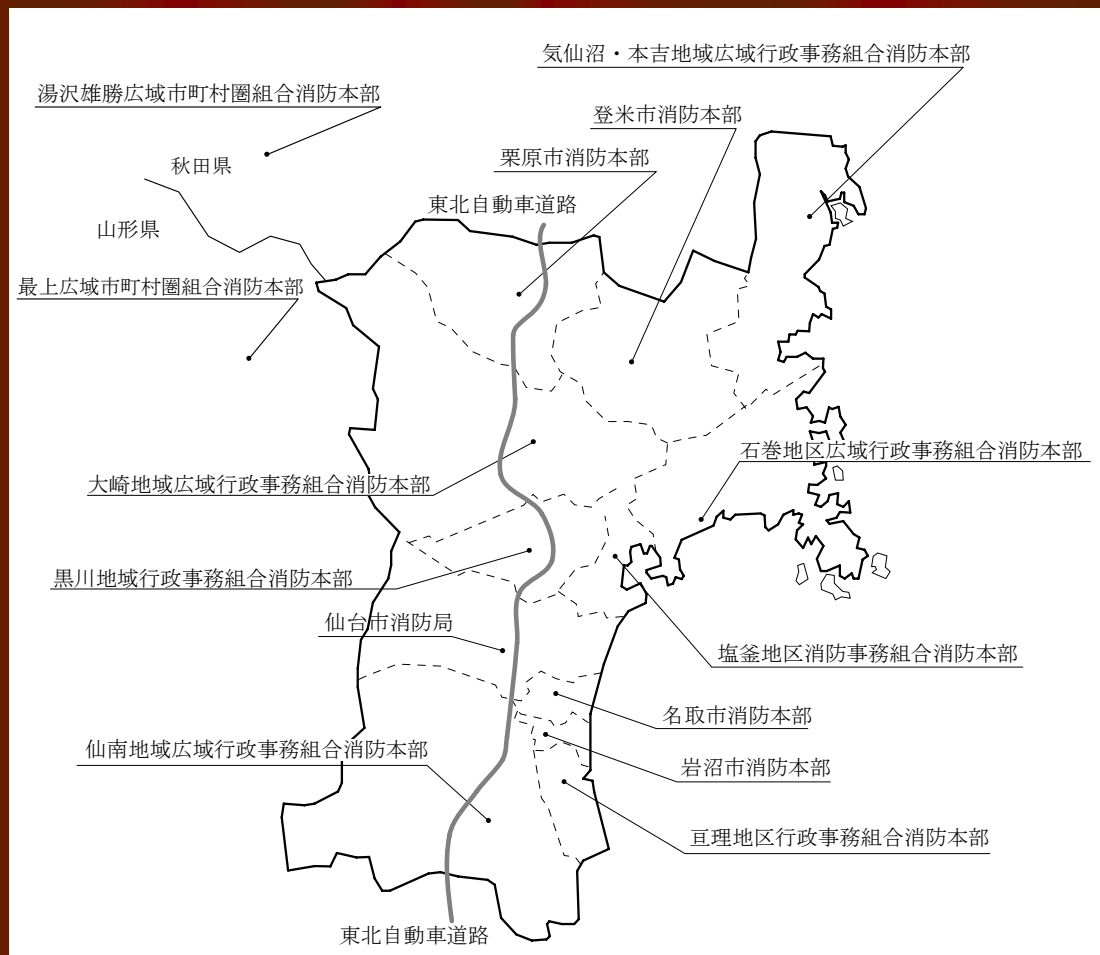 気仙沼・本吉地域広域行政事務組合消防本部
湯沢雄勝広域市町村圏組合消防本部
登米市消防本部
栗原市消防本部
秋田県
東北自動車道路
山形県
最上広域市町村圏組合消防本部
石巻地区広域行政事務組合消防本部
大崎地域広域行政事務組合消防本部
黒川地域行政事務組合消防本部
仙台市消防局
塩釜地区消防事務組合消防本部
名取市消防本部
仙南地域広域行政事務組合消防本部
岩沼市消防本部
亘理地区行政事務組合消防本部
東北自動車道路